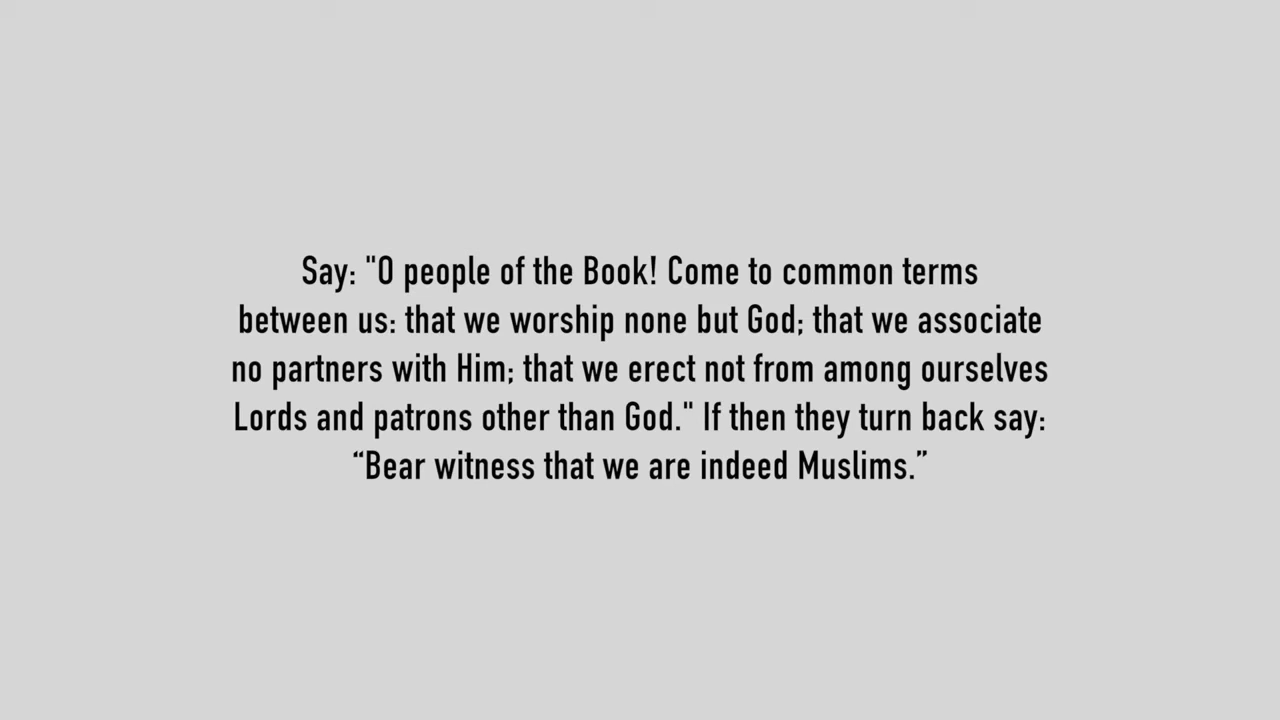 Say: "O people of the Book! Come to common terms
between us: that we worship none but God; that we associate
no partners with Him; that we erect not from among ourselves
Lords and patrons other than God." If then they turn back say:
“Bear witness that we are indeed Muslims.”